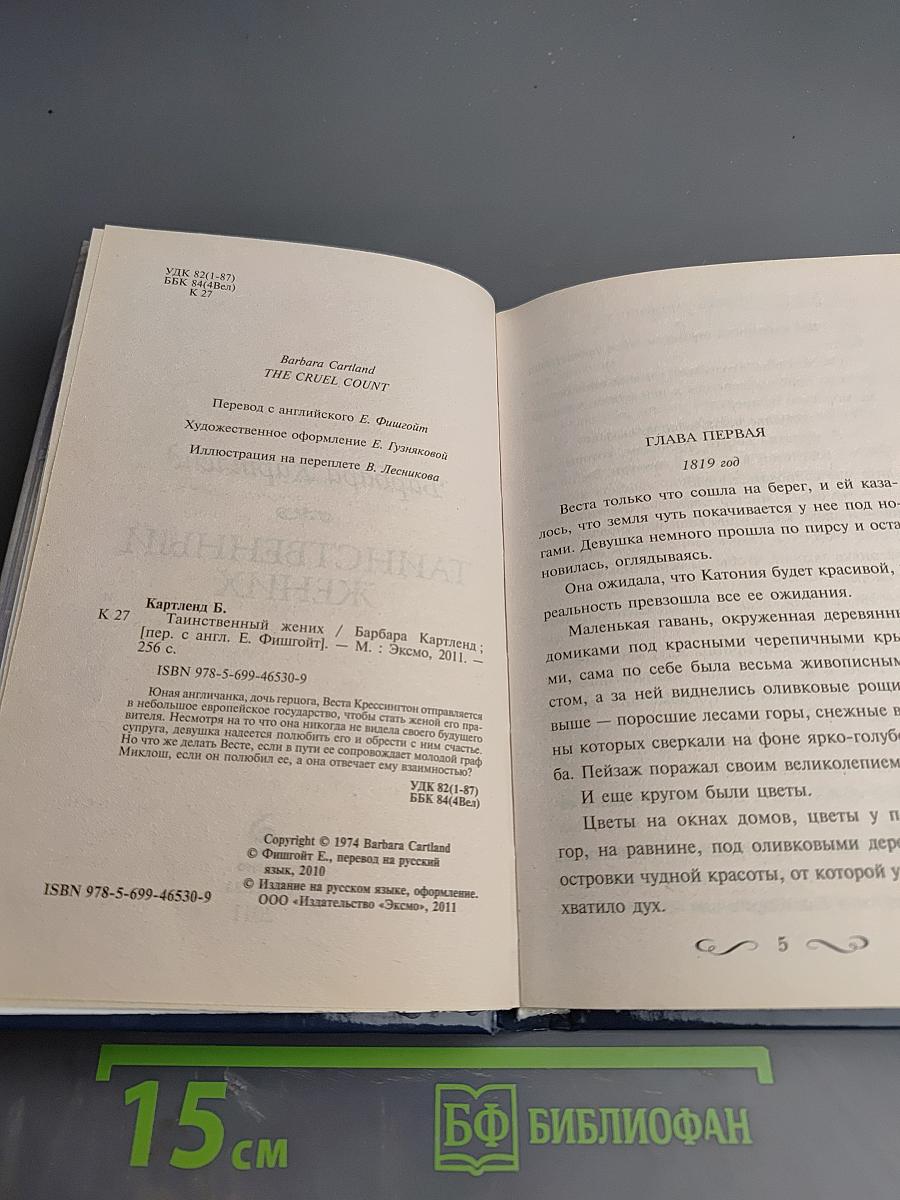 УДК 82(1-87)
ББК 84(4Вел)
К 27
Barbara Cartland
THE CRUEL COUNT
Перевод с английского Е. Фишгойт
Художественное оформление Е. Гузняковой
Иллюстрация на переплете В. Лесникова
Картленд Б.
К 27 Таинственный жених / Барбара Картленд ;
[пер. с англ. Е. Фишгойт]. — М. : Эксмо, 2011. —
256 с.
ISBN 978-5-699-46530-9
Юная англичанка, дочь герцога, Веста Крессингтон отправляется
в небольшое европейское государство, чтобы стать женой его пра-
вителя. Несмотря на то что она никогда не видела своего будущего
супруга, девушка надеется полюбить его и обрести с ним счастье.
Но что же делать Весте, если в пути ее сопровождает молодой граф
Миклош, если он полюбил ее, а она отвечает ему взаимностью?
УДК 82(1-87)
ББК 84(4Вел)
Copyright © 1974 Barbara Cartland
© Фишгойт Е., перевод на русский
язык, 2010
© Издание на русском языке, оформление.
ООО «Издательство «Эксмо», 2011
ISBN 978-5-699-46530-9
ГЛАВА ПЕРВАЯ
1819 год
Веста только что сошла на берег, и ей каза-
лось, что земля чуть покачивается у нее под но-
гами. Девушка немного прошла по пирсу и оста
новилась, оглядываясь.
Она ожидала, что Катония будет красивой,
реальность превзошла все ее ожидания.
Маленькая гавань, окруженная деревянны
домиками под красными черепичными кры
ми, сама по себе была весьма живописным
стом, а за ней виднелись оливковые рощи
выше — поросшие лесами горы, снежные в
ны которых сверкали на фоне ярко-голубо
ба. Пейзаж поражал своим великолепием
И еще кругом были цветы.
Цветы на окнах домов, цветы у п
гор, на равнине, под оливковыми дере
островки чудной красоты, от которой у
хватило дух.
5
15 см
БФ БИБЛИОФАН